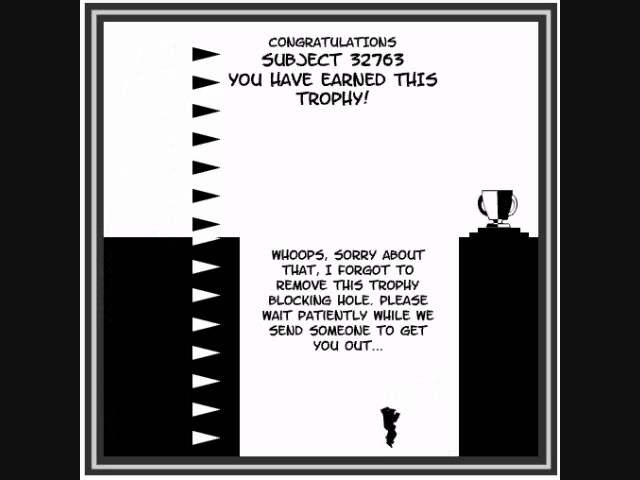 CONGRATULATIONS
SUBJECT 32763
YOU HAVE EARNED THIS
TROPHY!
WHOOPS, SORRY ABOUT
THAT, I FORGOT TO
REMOVE THIS TROPHY
BLOCKING HOLE. PLEASE
WAIT PATIENTLY WHILE WE
SEND SOMEONE TO GET
YOU OUT...